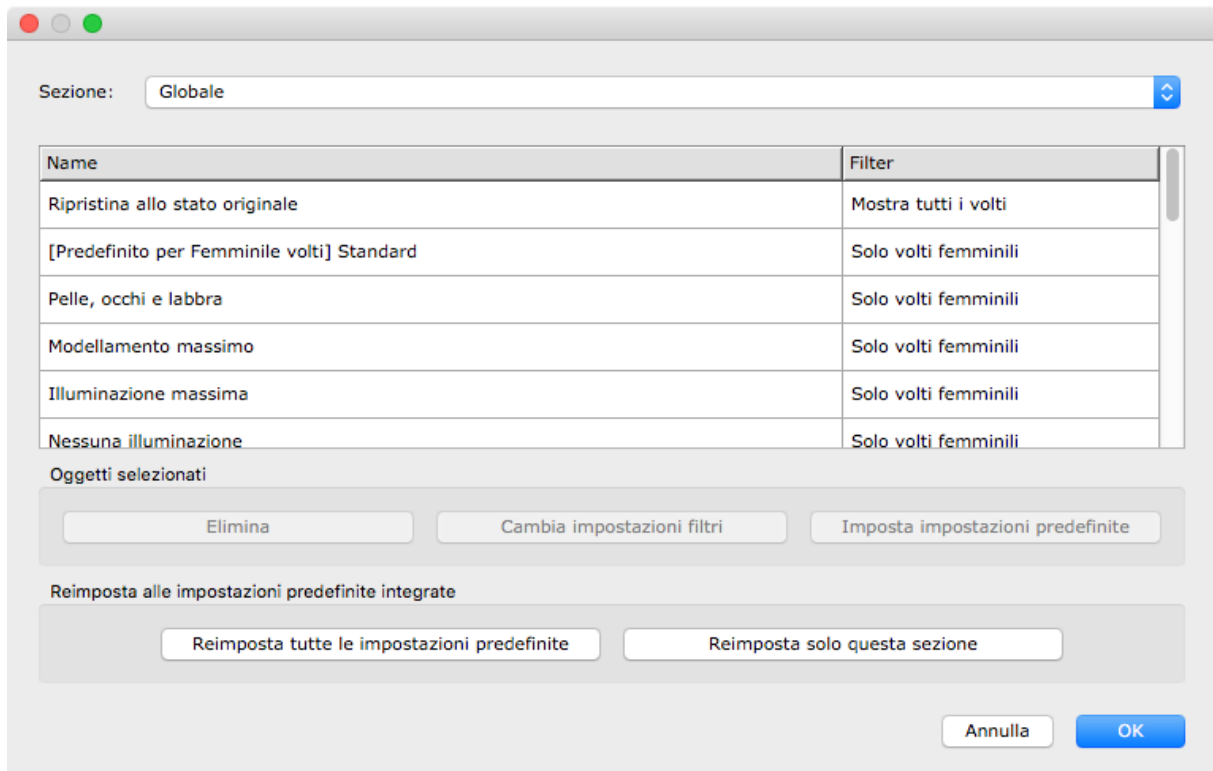 Sezione: Globale
Name Filter
Ripristina allo stato originale Mostra tutti i volti
[Predefinito per Femminile volti] Standard Solo volti femminili
Pelle, occhi e labbra Solo volti femminili
Modellamento massimo Solo volti femminili
Illuminazione massima Solo volti femminili
Nessuna illuminazione Solo volti femminili
Oggetti selezionati
Elimina Cambia impostazioni filtri Imposta impostazioni predefinite
Reimposta alle impostazioni predefinite integrate
Reimposta tutte le impostazioni predefinite Reimposta solo questa sezione
Annulla OK